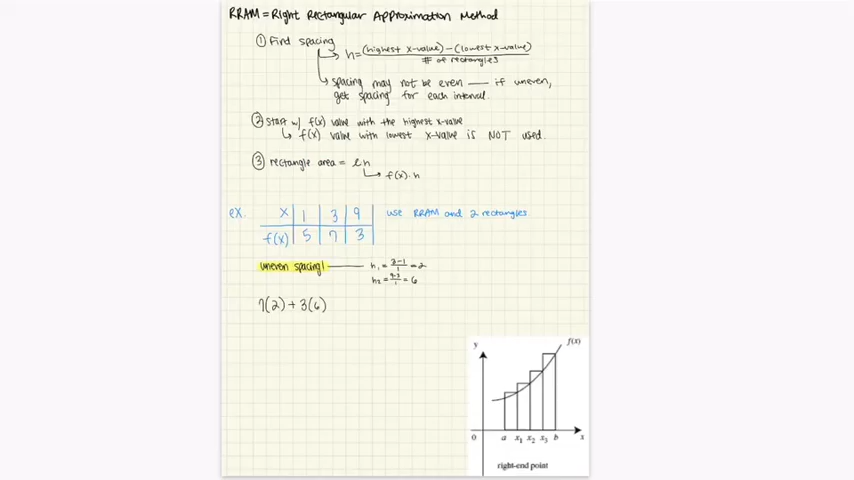 RRAM = Right Rectangular Approximation Method
① Find spacing
↳ h = (highest x-value) - (lowest x-value) / # of rectangles
↳ spacing may not be even — if uneven,
get spacing for each interval.
② Start w/ f(x) value with the highest x-value
↳ f(x) value with lowest x-value is NOT used.
③ rectangle area = lh
↳ f(x)·h
ex. x | 1 | 3 | 9 use RRAM and 2 rectangles.
f(x) | 5 | 7 | 3
uneven spacing! — h₁ = 3-1/1 = 2
h₂ = 9-3/1 = 6
7(2) + 3(6)
y
f(x)
0 a x₁ x₂ x₃ b x
right-end point